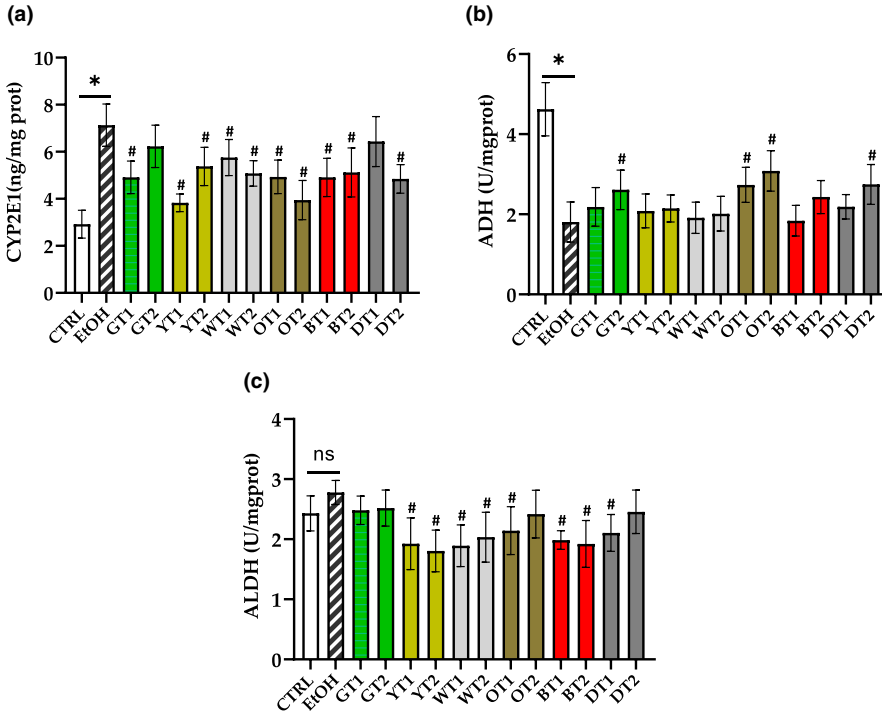 (a)
CYP2E1(ng/mg prot)
10
8
6
4
2
0
*
# # # # # # # # # #
CTRL EtOH GT1 GT2 YT1 YT2 WT1 WT2 OT1 OT2 BT1 BT2 DT1 DT2
(b)
ADH (U/mgprot)
6
4
2
0
*
# # # #
CTRL EtOH GT1 GT2 YT1 YT2 WT1 WT2 OT1 OT2 BT1 BT2 DT1 DT2
(c)
ALDH (U/mgprot)
4
3
2
1
0
ns
# # # # # # # #
CTRL EtOH GT1 GT2 YT1 YT2 WT1 WT2 OT1 OT2 BT1 BT2 DT1 DT2